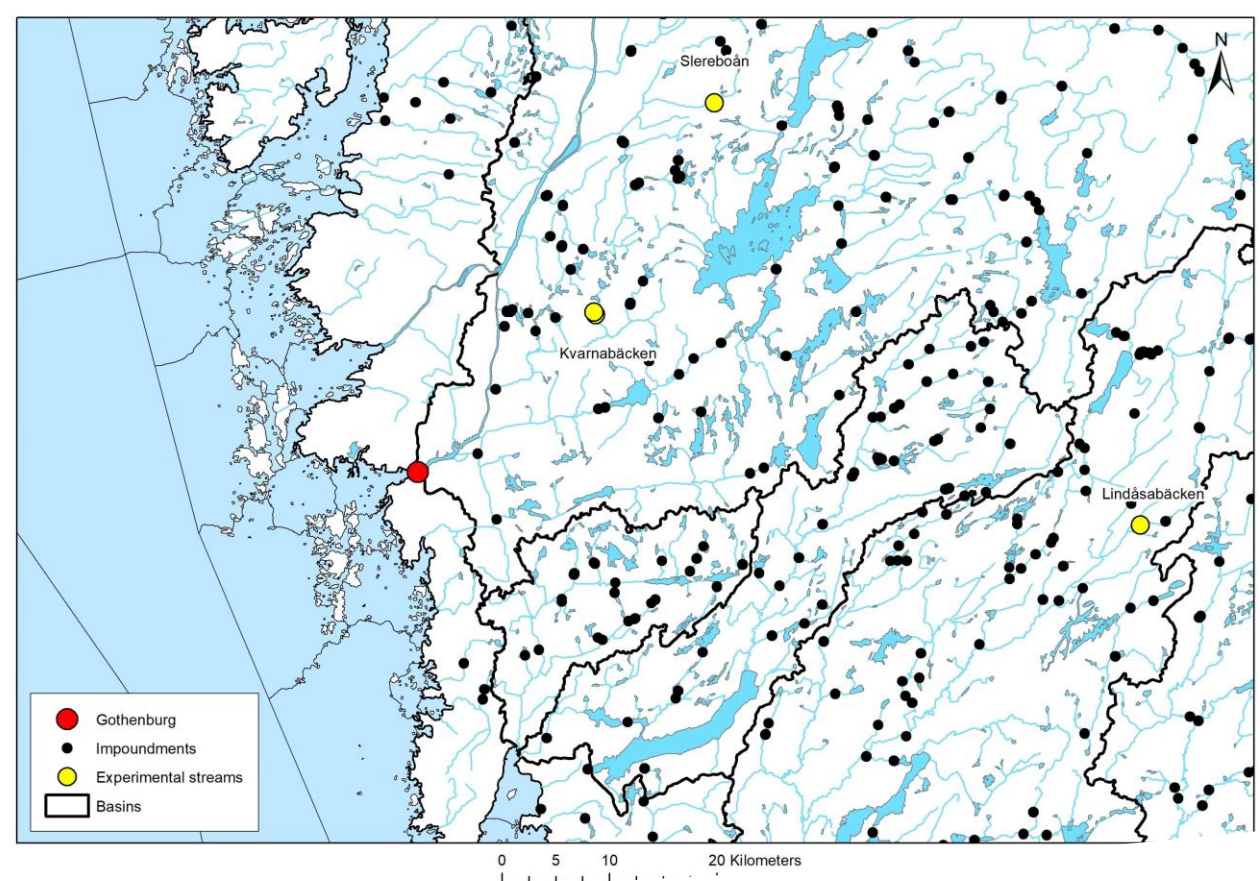 N
Slereboån
Kvarnabäcken
Lindåsabäcken
Gothenburg
Impoundments
Experimental streams
Basins
0 5 10 20 Kilometers